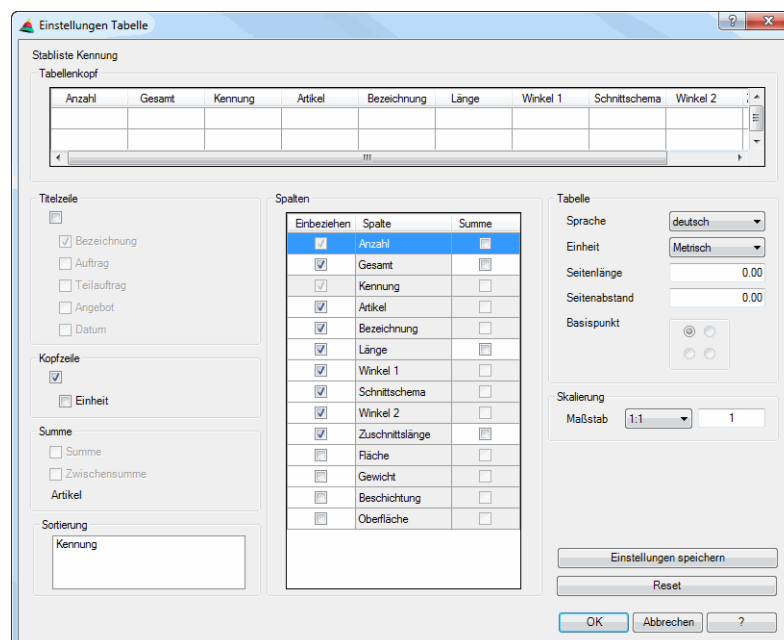 Einstellungen Tabelle
Stabliste Kennung
Tabellenkopf
Anzahl Gesamt Kennung Artikel Bezeichnung Länge Winkel 1 Schnittschema Winkel 2
Titelzeile
Bezeichnung
Auftrag
Teilauftrag
Angebot
Datum
Kopfzeile
Einheit
Summe
Summe
Zwischensumme
Artikel
Sortierung
Kennung
Spalten
Einbeziehen Spalte Summe
Anzahl
Gesamt
Kennung
Artikel
Bezeichnung
Länge
Winkel 1
Schnittschema
Winkel 2
Zuschnittslänge
Fläche
Gewicht
Beschichtung
Oberfläche
Tabelle
Sprache deutsch
Einheit Metrisch
Seitenlänge 0.00
Seitenabstand 0.00
Basispunkt
Skalierung
Maßstab 1:1 1
Einstellungen speichern
Reset
OK Abbrechen ?